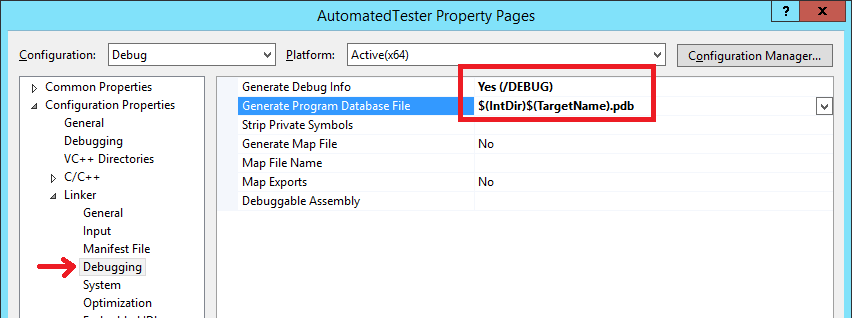 AutomatedTester Property Pages
?
Configuration: Debug Platform: Active(x64) Configuration Manager...
Common Properties
Configuration Properties
General
Debugging
VC++ Directories
C/C++
Linker
General
Input
Manifest File
Debugging
System
Optimization
Generate Debug Info Yes (/DEBUG)
Generate Program Database File $(IntDir)$(TargetName).pdb
Strip Private Symbols
Generate Map File No
Map File Name
Map Exports No
Debuggable Assembly